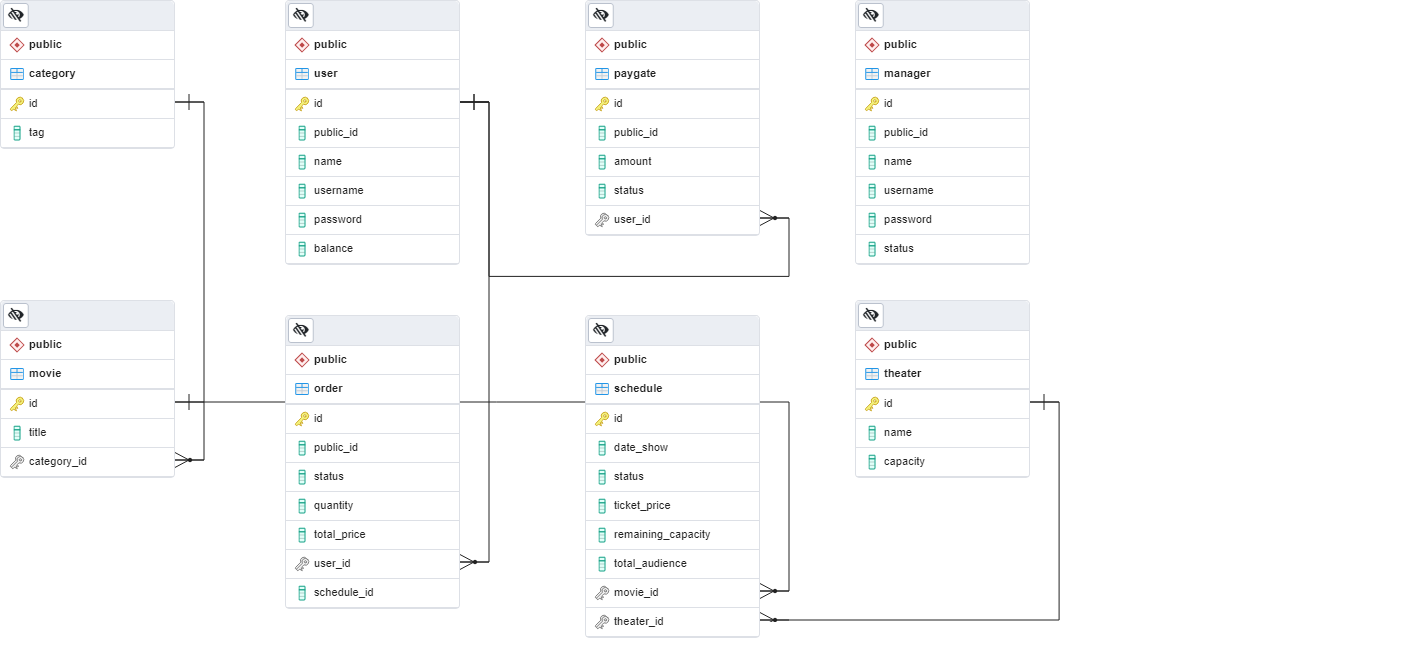 public
category
id
tag
public
user
id
public_id
name
username
password
balance
public
paygate
id
public_id
amount
status
user_id
public
manager
id
public_id
name
username
password
status
public
movie
id
title
category_id
public
order
id
public_id
status
quantity
total_price
user_id
schedule_id
public
schedule
id
date_show
status
ticket_price
remaining_capacity
total_audience
movie_id
theater_id
public
theater
id
name
capacity